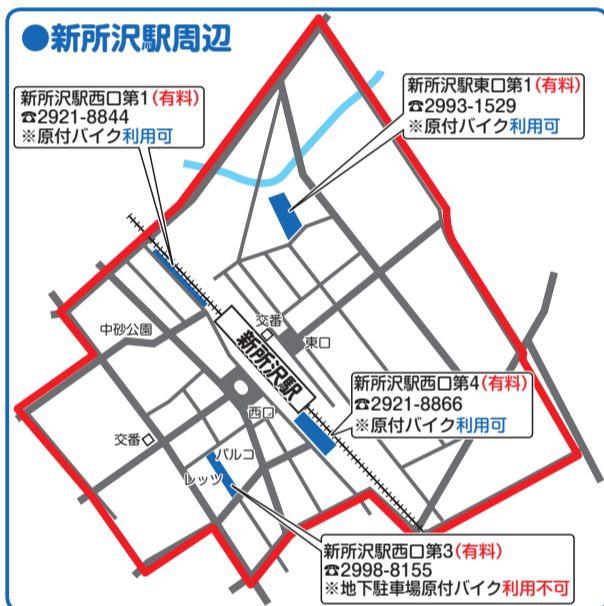 ●新所沢駅周辺
新所沢駅西口第1(有料)
☎2921-8844
※原付バイク利用可
新所沢駅東口第1(有料)
☎2993-1529
※原付バイク利用可
中砂公園
交番
東口
新所沢駅
新所沢駅西口第4(有料)
☎2921-8866
※原付バイク利用可
西口
交番
パルコ
レッツ
新所沢駅西口第3(有料)
☎2998-8155
※地下駐車場原付バイク利用不可